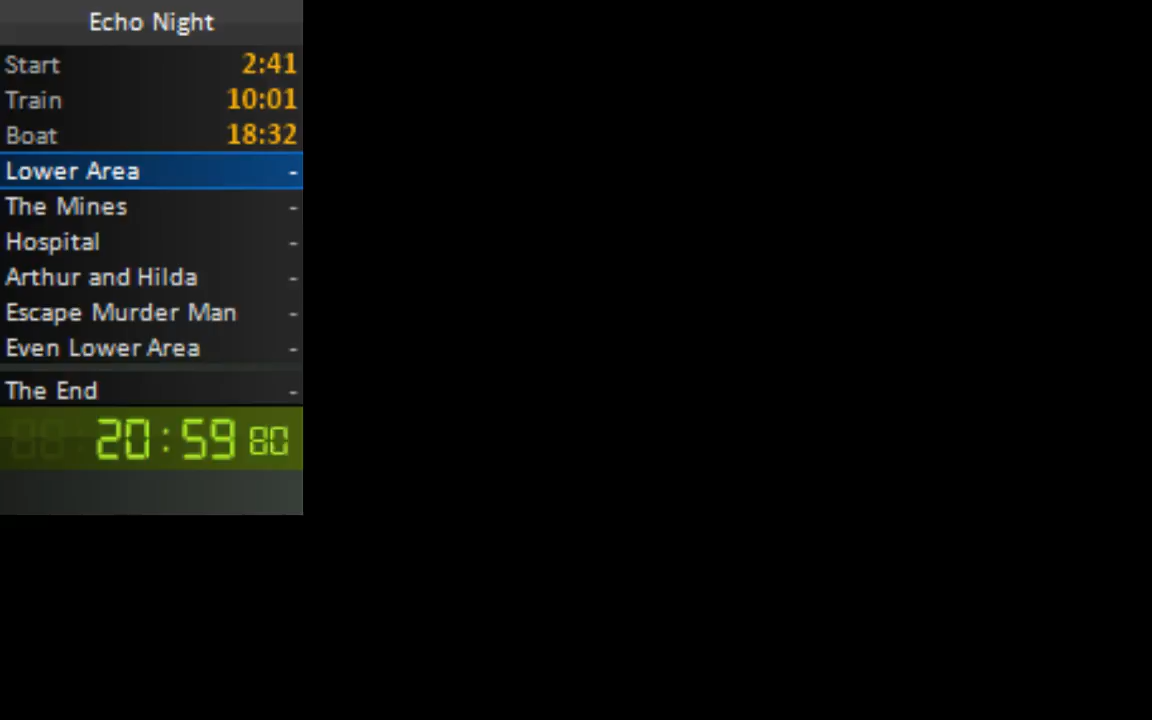 Echo Night
Start 2:41
Train 10:01
Boat 18:32
Lower Area -
The Mines -
Hospital -
Arthur and Hilda -
Escape Murder Man -
Even Lower Area -
The End -
20:59 80